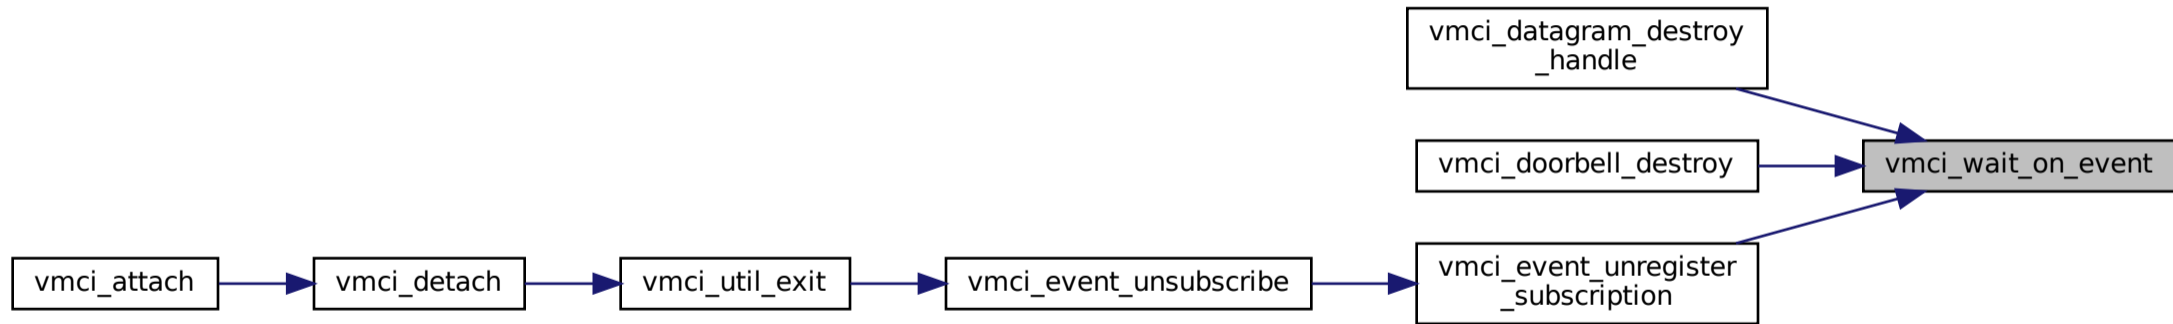 vmci_datagram_destroy
_handle
vmci_doorbell_destroy
vmci_wait_on_event
vmci_attach
vmci_detach
vmci_util_exit
vmci_event_unsubscribe
vmci_event_unregister
_subscription